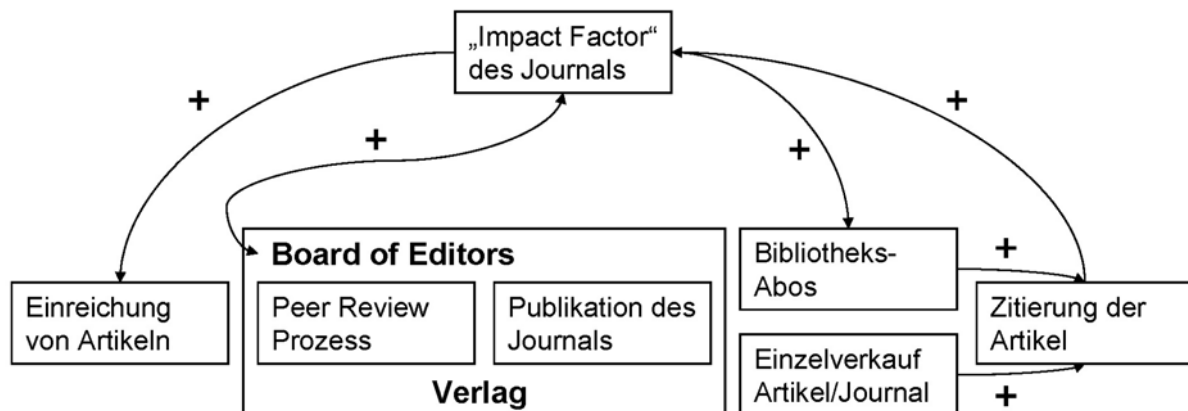 „Impact Factor“
des Journals
+
+
+
+
Board of Editors
Bibliotheks-
Abos
+
Einreichung
von Artikeln
Peer Review
Prozess
Publikation des
Journals
Zitierung der
Artikel
Einzelverkauf
Artikel/Journal
+
Verlag